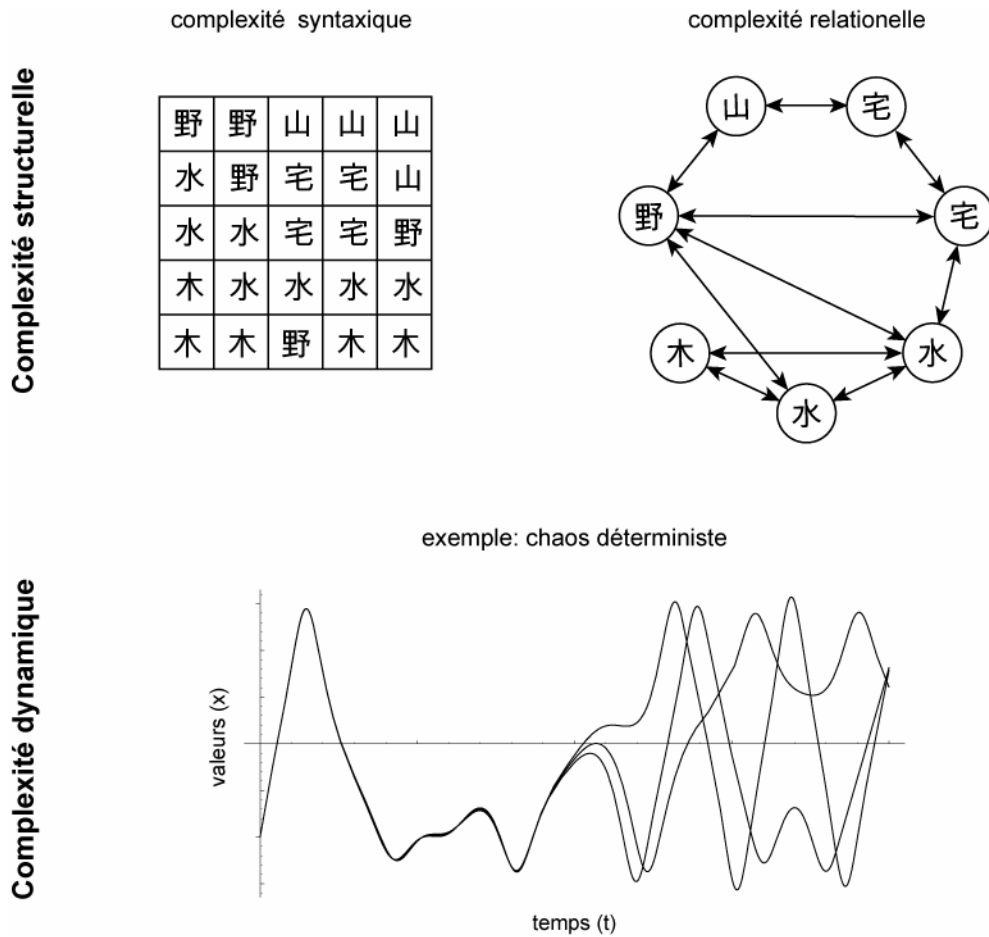 complexité syntaxique
complexité relationelle
Complexité structurelle
野 野 山 山 山
水 野 宅 宅 山
水 水 宅 宅 野
木 水 水 水 水
木 木 野 木 木
山 宅
野 宅
木 水
水
exemple: chaos déterministe
Complexité dynamique
valeurs (x)
temps (t)